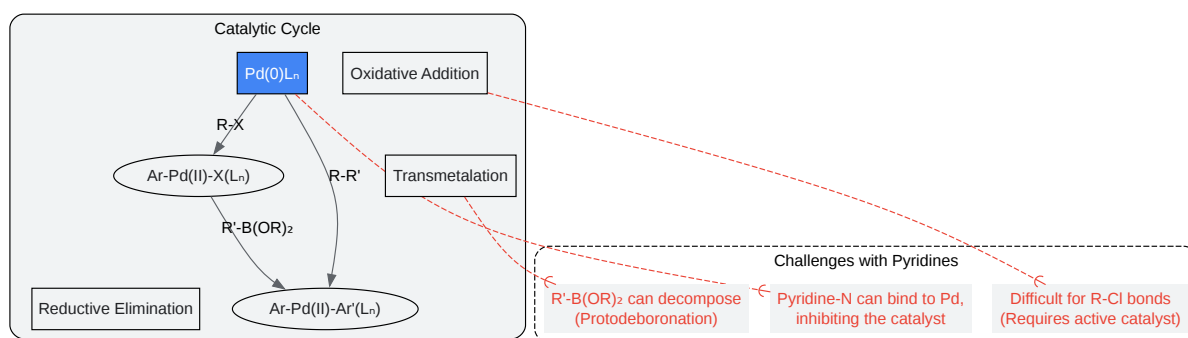 Catalytic Cycle
Pd(0)Lₙ
Oxidative Addition
R-X
Ar-Pd(II)-X(Lₙ)
R-R'
Transmetalation
R'-B(OR)₂
Reductive Elimination
Ar-Pd(II)-Ar'(Lₙ)
Challenges with Pyridines
R'-B(OR)₂ can decompose
(Protodeboronation)
Pyridine-N can bind to Pd,
inhibiting the catalyst
Difficult for R-Cl bonds
(Requires active catalyst)